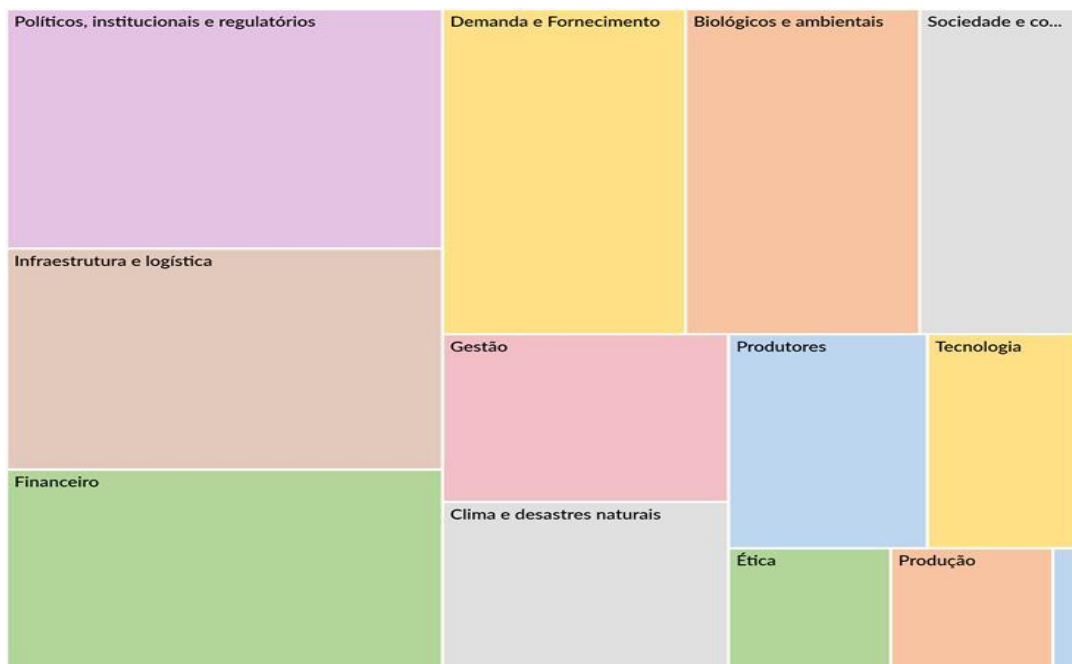 Políticos, institucionais e regulatórios
Demanda e Fornecimento
Biológicos e ambientais
Sociedade e co...
Infraestrutura e logística
Gestão
Produtores
Tecnologia
Financeiro
Clima e desastres naturais
Ética
Produção